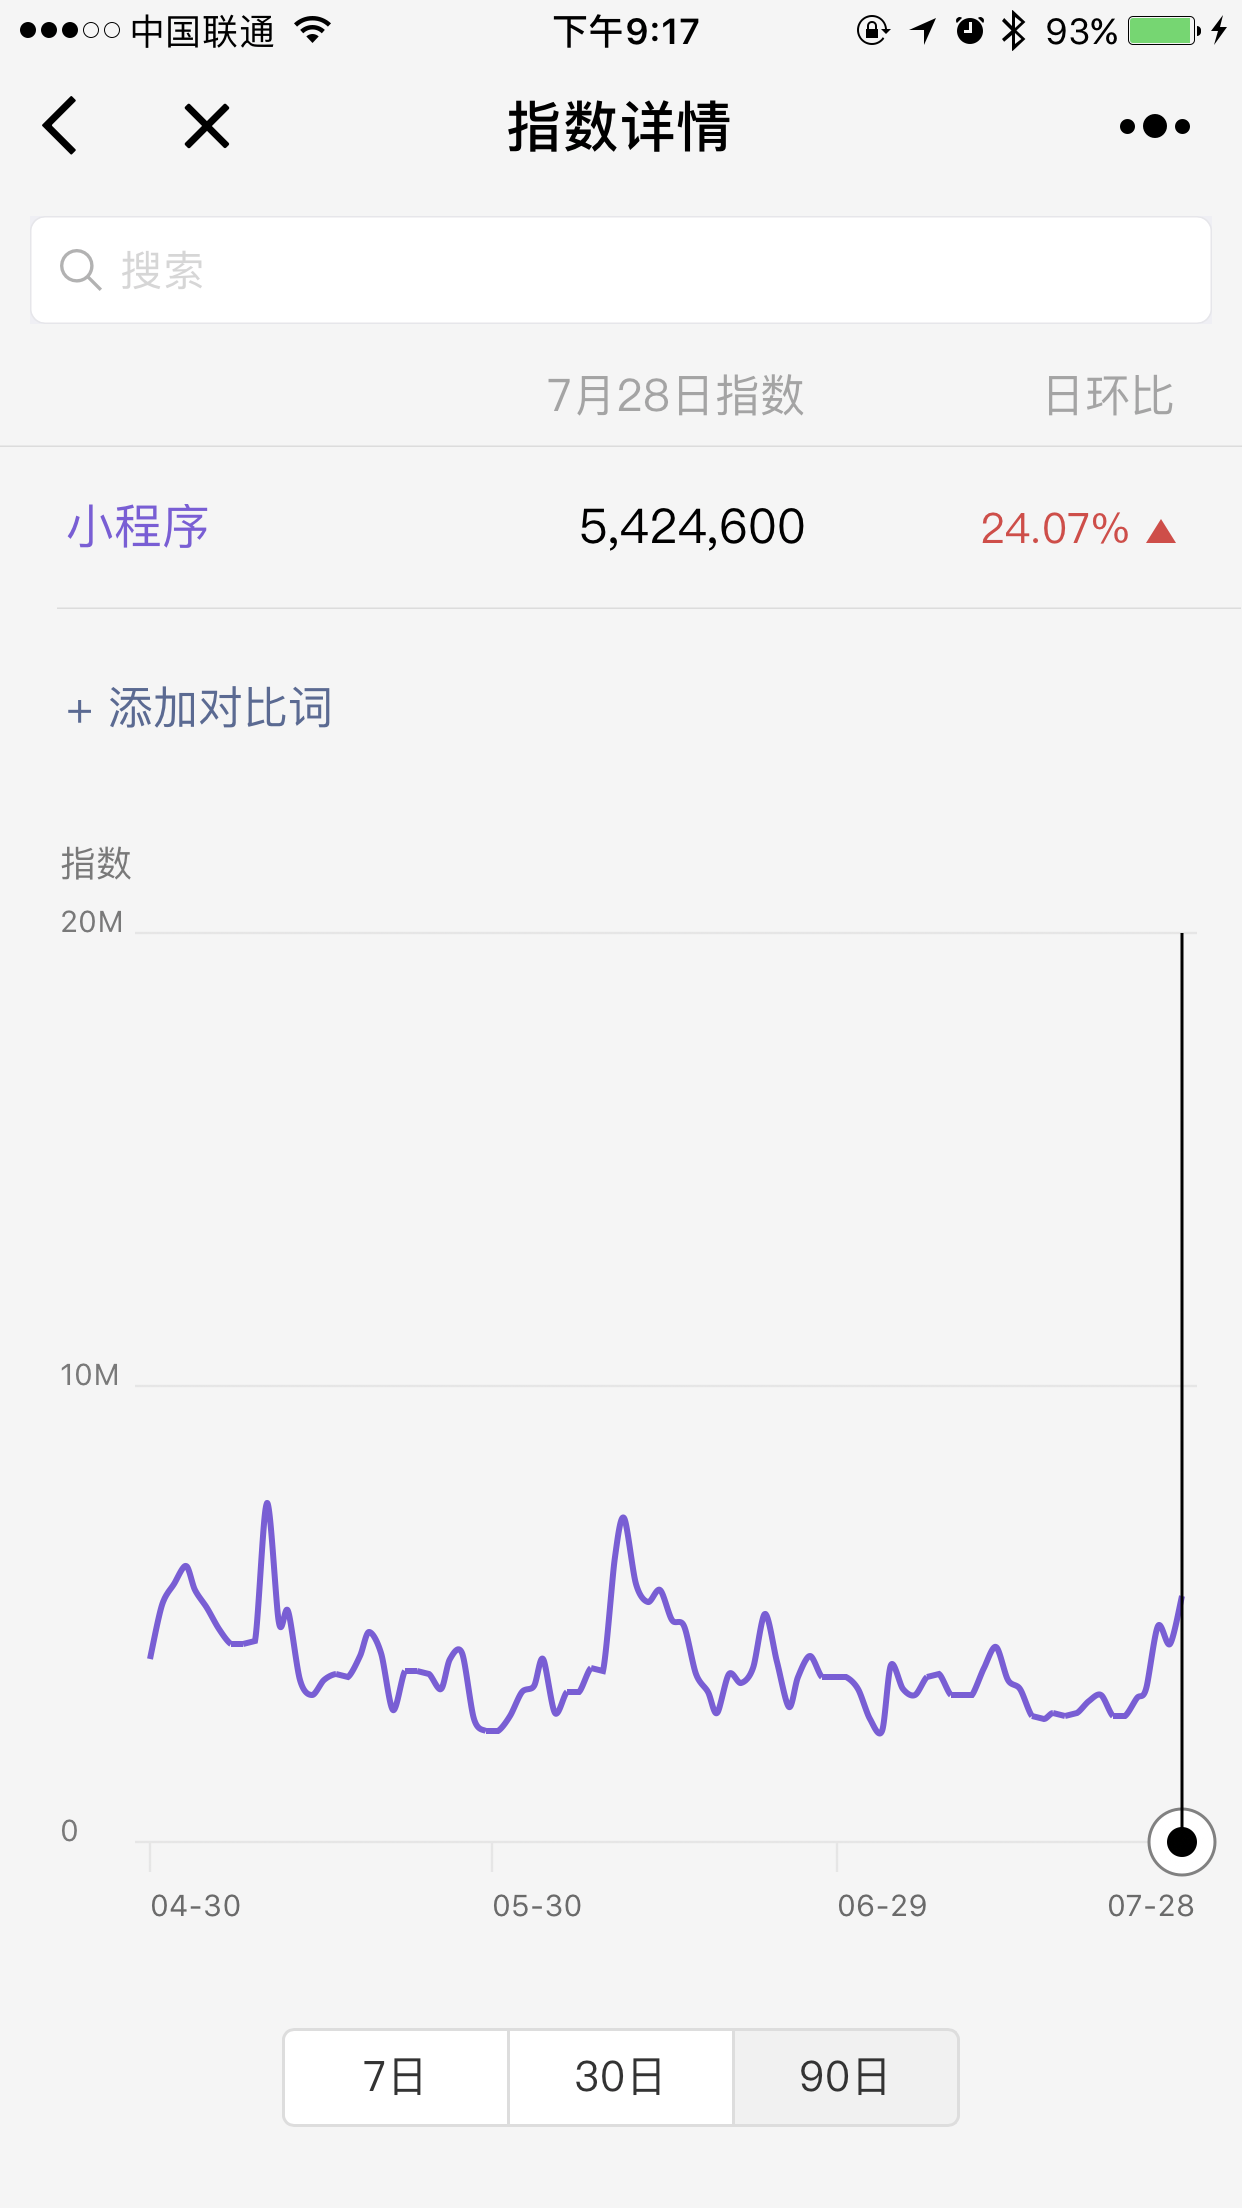 中国联通 下午9:17 93%
指数详情
搜索
7月28日指数 日环比
小程序 5,424,600 24.07% ▲
+ 添加对比词
指数
20M
10M
0
04-30 05-30 06-29 07-28
7日 30日 90日